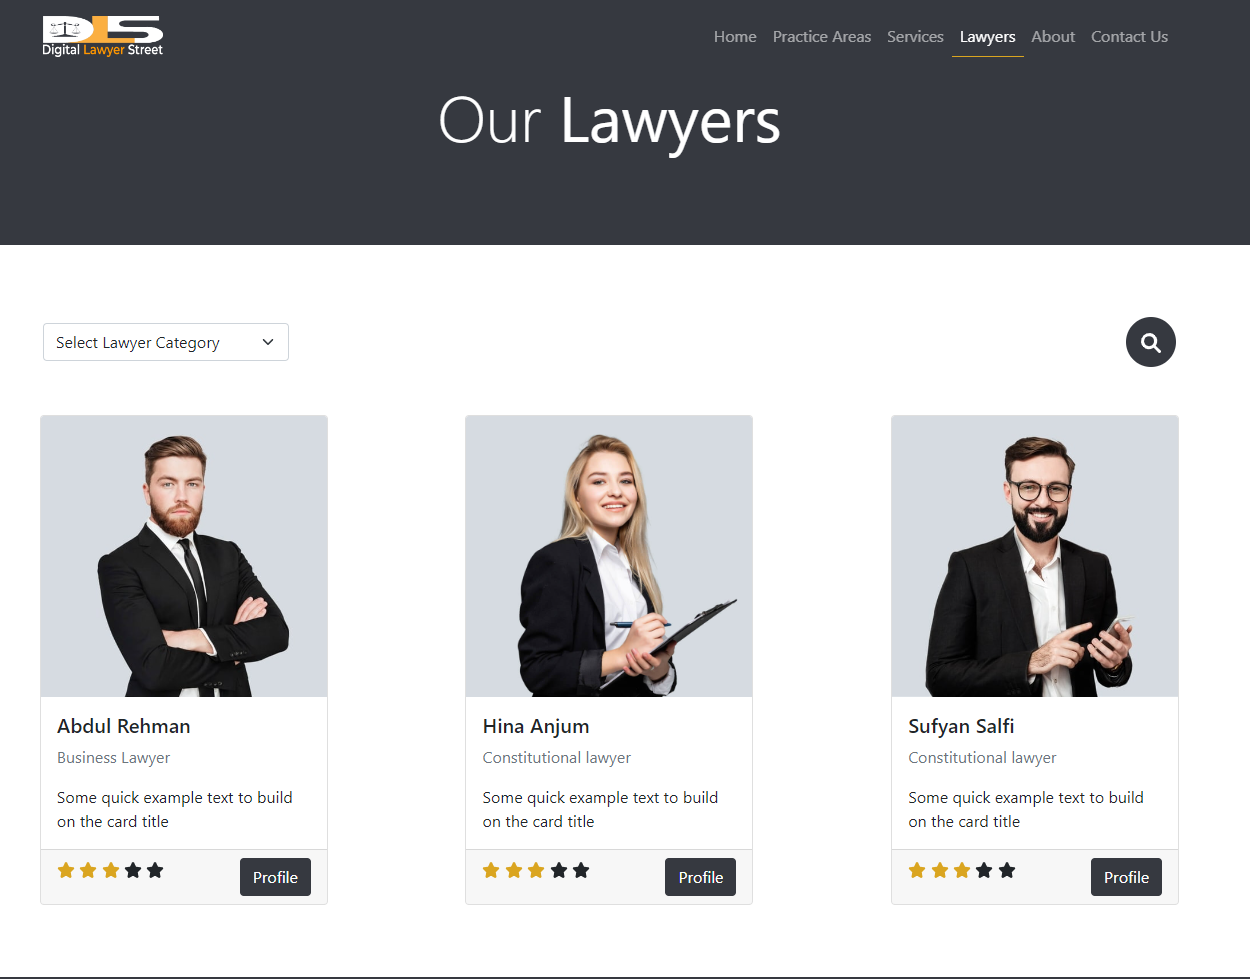 DLS
Digital Lawyer Street
Home Practice Areas Services Lawyers About Contact Us
Our Lawyers
Select Lawyer Category
Abdul Rehman
Business Lawyer
Some quick example text to build
on the card title
Profile
Hina Anjum
Constitutional lawyer
Some quick example text to build
on the card title
Profile
Sufyan Salfi
Constitutional lawyer
Some quick example text to build
on the card title
Profile